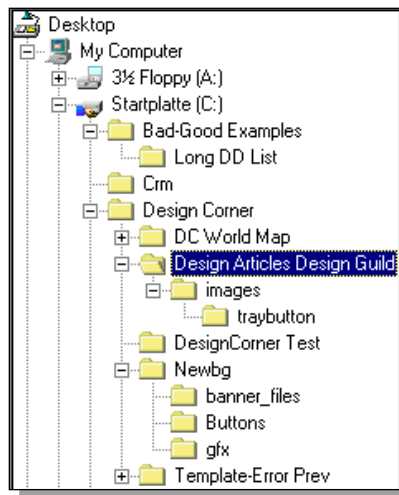 Desktop
My Computer
3½ Floppy (A:)
Startplatte (C:)
Bad-Good Examples
Long DD List
Crm
Design Corner
DC World Map
Design Articles Design Guild
images
traybutton
DesignCorner Test
Newbg
banner_files
Buttons
gfx
Template-Error Prev